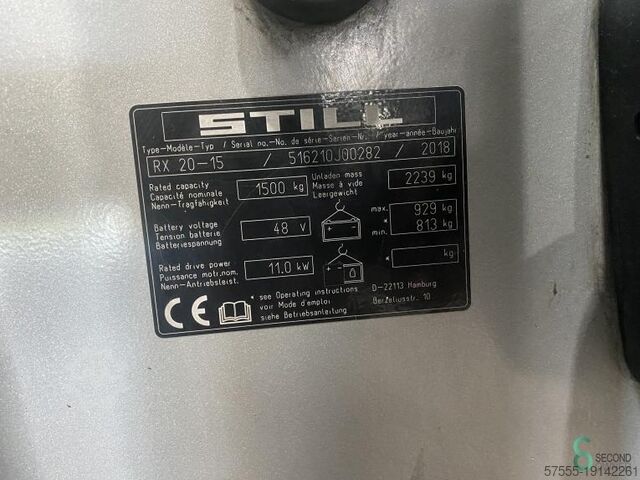 STILL
Type-Modèle-Typ / Serial no.-No. de série-Serien-Nr. / year-année-Baujahr
RX 20-15 / 516210J00282 / 2018
Rated capacity
Capacité nominale
Nenn-Tragfähigkeit
1500 kg
Unladen mass
Masse à vide
Leergewicht
2239 kg
Battery voltage
Tension batterie
Batteriespannung
48 V
max. 929 kg
* min. 813 kg
Rated drive power
Puissance motr.nom.
Nenn-Antriebsleist.
11.0 kW
* kg
CE
* see Operating instructions
voir Mode d'emploi
siehe Betriebsanleitung
D-22113 Hamburg
Berzeliusstr. 10
SECOND
57555-19142261